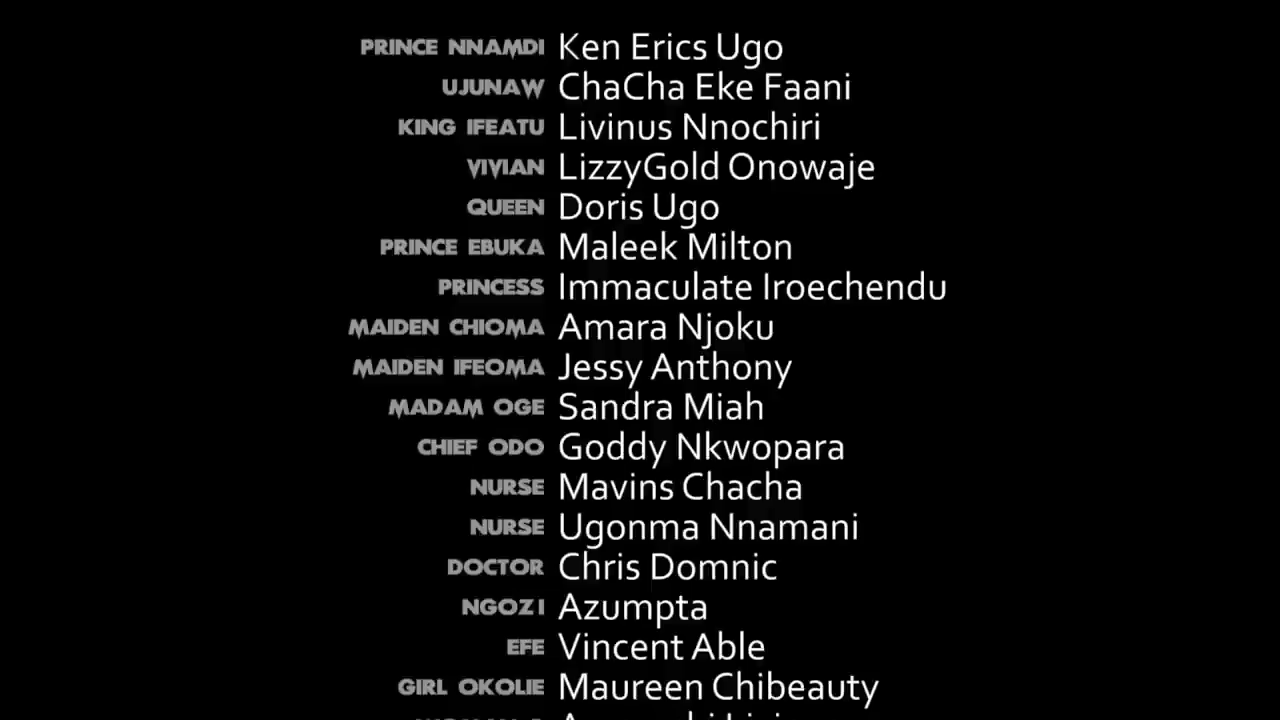 PRINCE NNAMDI Ken Erics Ugo
UJUNAW ChaCha Eke Faani
KING IFEATU Livinus Nnochiri
VIVIAN LizzyGold Onowaje
QUEEN Doris Ugo
PRINCE EBUKA Maleek Milton
PRINCESS Immaculate Iroechendu
MAIDEN CHIOMA Amara Njoku
MAIDEN IFEOMA Jessy Anthony
MADAM OGE Sandra Miah
CHIEF ODO Goddy Nkwopara
NURSE Mavins Chacha
NURSE Ugonma Nnamani
DOCTOR Chris Domnic
NGOZI Azumpta
EFE Vincent Able
GIRL OKOLIE Maureen Chibeauty